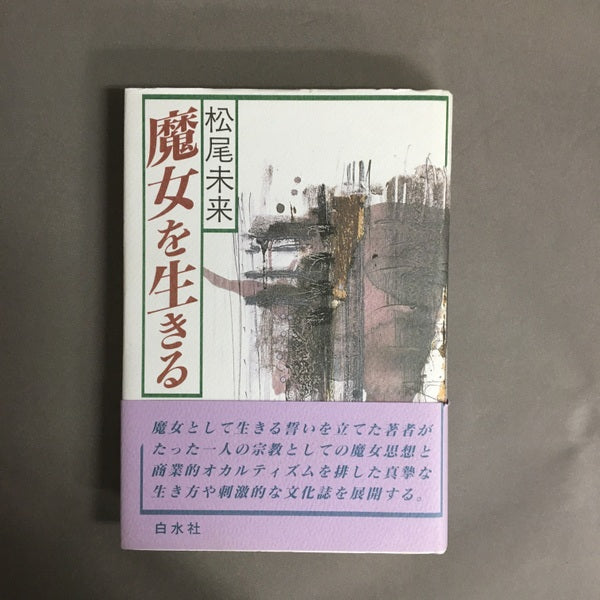 魔女を生きる
松尾未来
魔女として生きる誓いを立てた著者が
たった一人の宗教としての魔女思想と
商業的オカルティズムを排した真摯な
生き方や刺激的な文化誌を展開する。
白水社